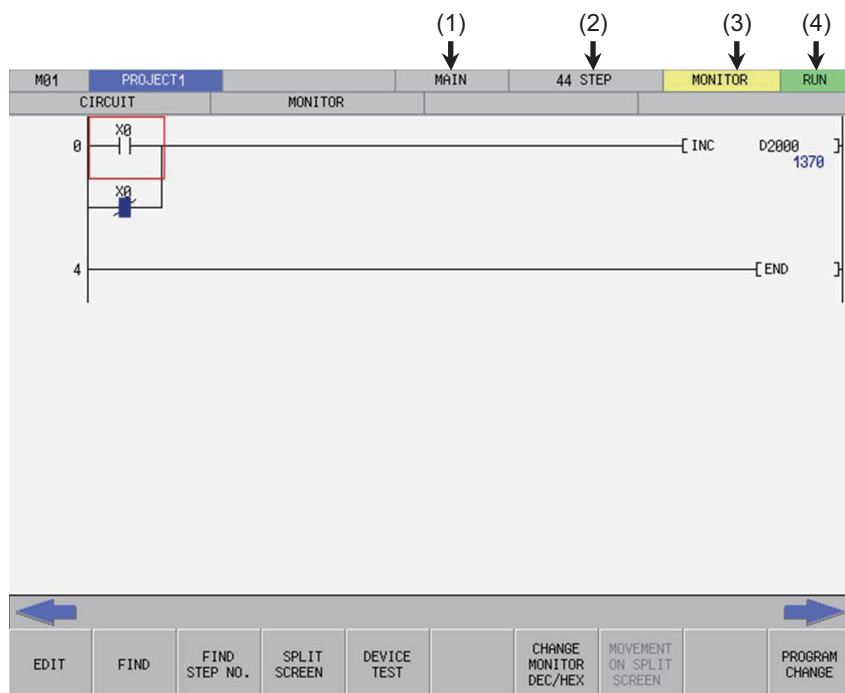 (1) (2) (3) (4)
M01 PROJECT1 MAIN 44 STEP MONITOR RUN
CIRCUIT MONITOR
X0
0 INC D2000
1370
X0
4 END
EDIT FIND FIND STEP NO. SPLIT SCREEN DEVICE TEST CHANGE MONITOR DEC/HEX MOVEMENT ON SPLIT SCREEN PROGRAM CHANGE